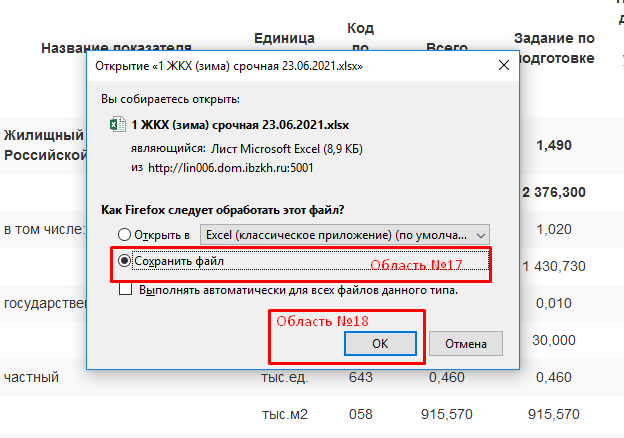 Название показателя
Единица
Код
по
Всего
Задание по
подготовке
Открытие «1 ЖКХ (зима) срочная 23.06.2021.xlsx»
Вы собираетесь открыть:
1 ЖКХ (зима) срочная 23.06.2021.xlsx
являющийся: Лист Microsoft Excel (8,9 КБ)
из http://lin006.dom.ibzkh.ru:5001
Как Firefox следует обработать этот файл?
Открыть в
Excel (классическое приложение) (по умолча...
Сохранить файл
Область №17
Выполнять автоматически для всех файлов данного типа.
Область №18
ОК
Отмена
Жилищный
Российской
1,490
2 376,300
в том числе:
1,020
1 430,730
государстве
0,010
30,000
частный
тыс.ед.
643
0,460
0,460
тыс.м2
058
915,570
915,570